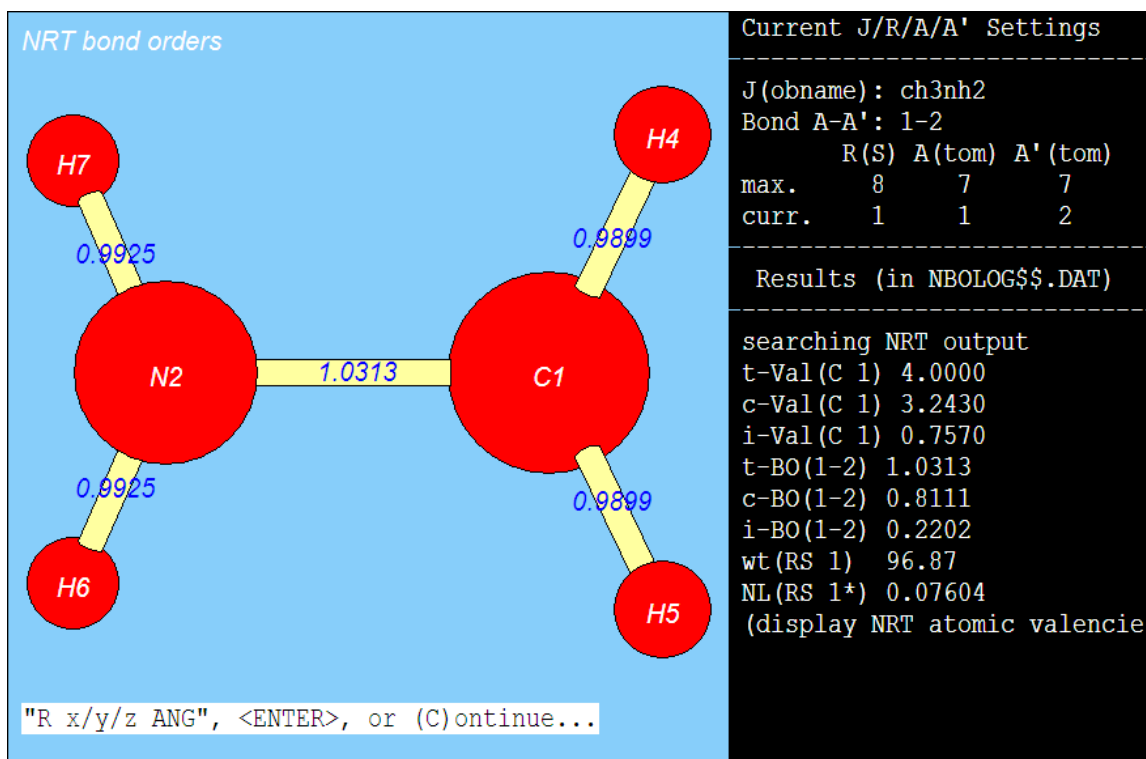 NRT bond orders
H7
H4
0.9925
0.9899
N2
1.0313
C1
0.9925
0.9899
H6
H5
"R x/y/z ANG", <ENTER>, or (C)ontinue...
Current J/R/A/A' Settings
-----------------------------
J(obname): ch3nh2
Bond A-A': 1-2
R(S) A(tom) A'(tom)
max. 8 7 7
curr. 1 1 2
-----------------------------
Results (in NBOLOG$$.DAT)
-----------------------------
searching NRT output
t-Val(C 1) 4.0000
c-Val(C 1) 3.2430
i-Val(C 1) 0.7570
t-BO(1-2) 1.0313
c-BO(1-2) 0.8111
i-BO(1-2) 0.2202
wt(RS 1) 96.87
NL(RS 1*) 0.07604
(display NRT atomic valencie